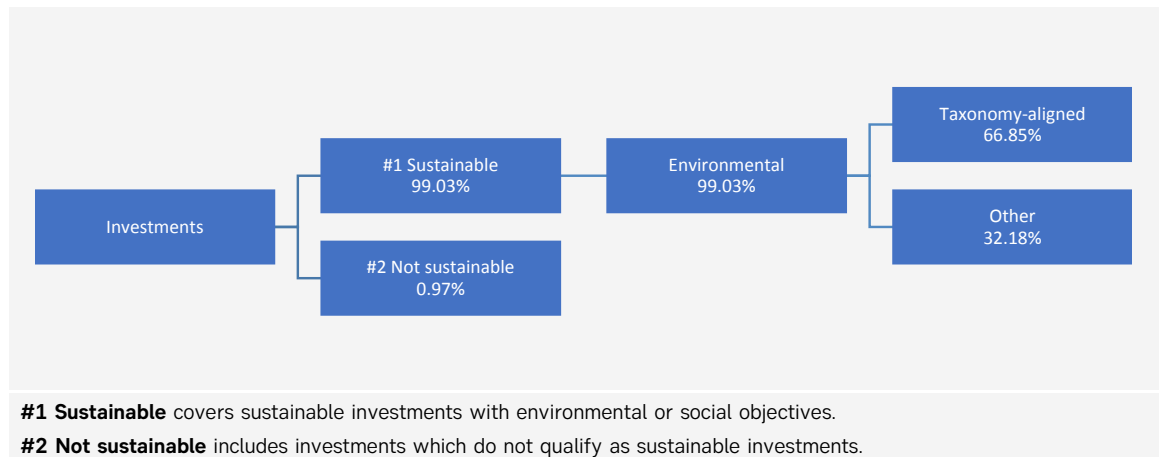 Investments
#1 Sustainable
99.03%
#2 Not sustainable
0.97%
Environmental
99.03%
Taxonomy-aligned
66.85%
Other
32.18%
#1 Sustainable covers sustainable investments with environmental or social objectives.
#2 Not sustainable includes investments which do not qualify as sustainable investments.